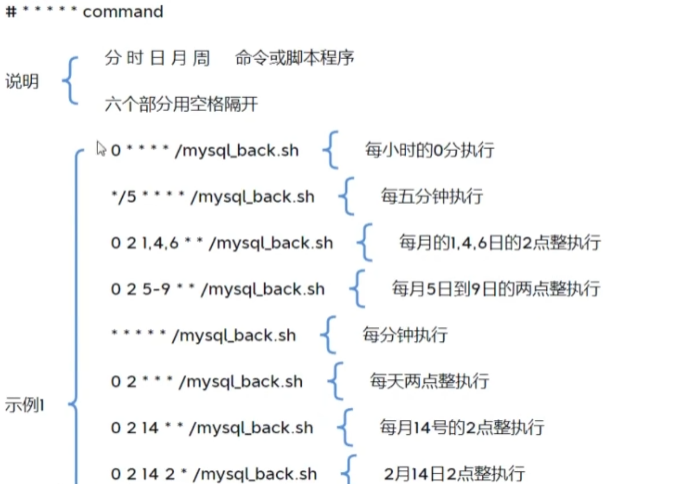 # * * * * * command
分 时 日 月 周 命令或脚本程序
说明
六个部分用空格隔开
0 * * * * /mysql_back.sh 每小时的0分执行
*/5 * * * * /mysql_back.sh 每五分钟执行
0 2 1,4,6 * * /mysql_back.sh 每月的1,4,6日的2点整执行
0 2 5-9 * * /mysql_back.sh 每月5日到9日的两点整执行
* * * * * /mysql_back.sh 每分钟执行
0 2 * * * /mysql_back.sh 每天两点整执行
示例1
0 2 14 * * /mysql_back.sh 每月14号的2点整执行
0 2 14 2 * /mysql_back.sh 2月14日2点整执行